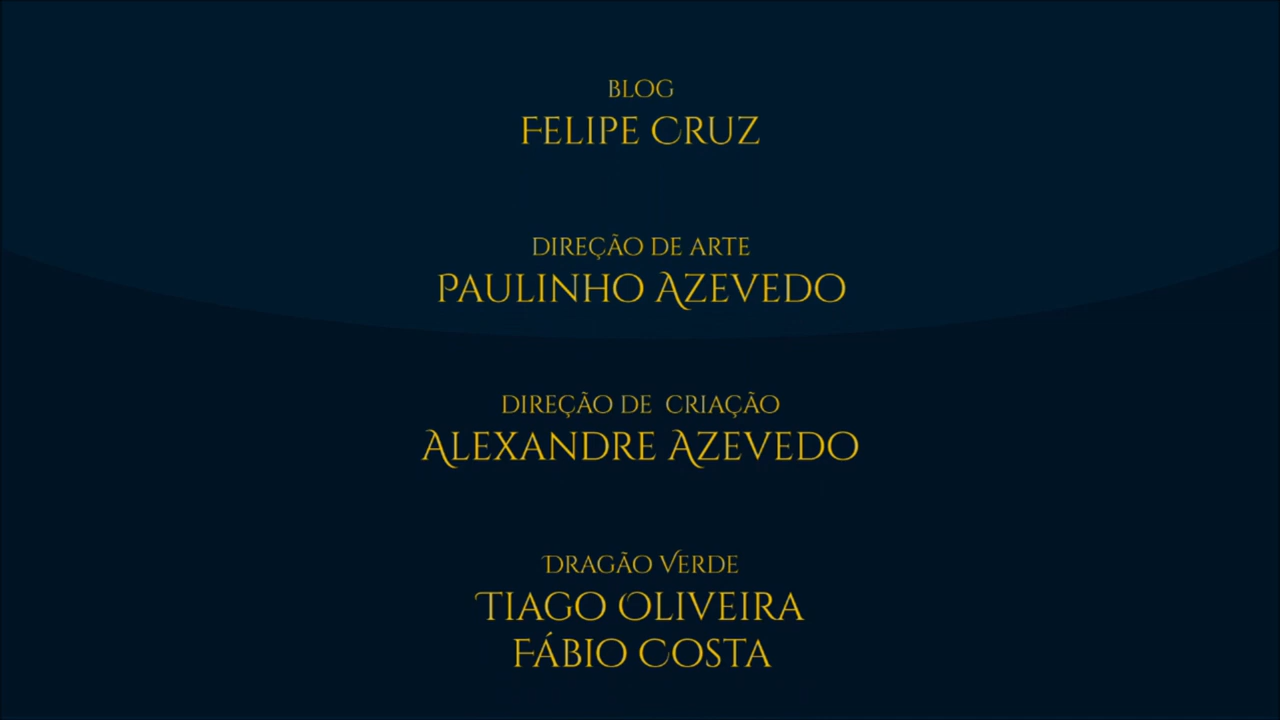 BLOG
FELIPE CRUZ
DIREÇÃO DE ARTE
PAULINHO AZEVEDO
DIREÇÃO DE CRIAÇÃO
ALEXANDRE AZEVEDO
DRAGÃO VERDE
TIAGO OLIVEIRA
FÁBIO COSTA